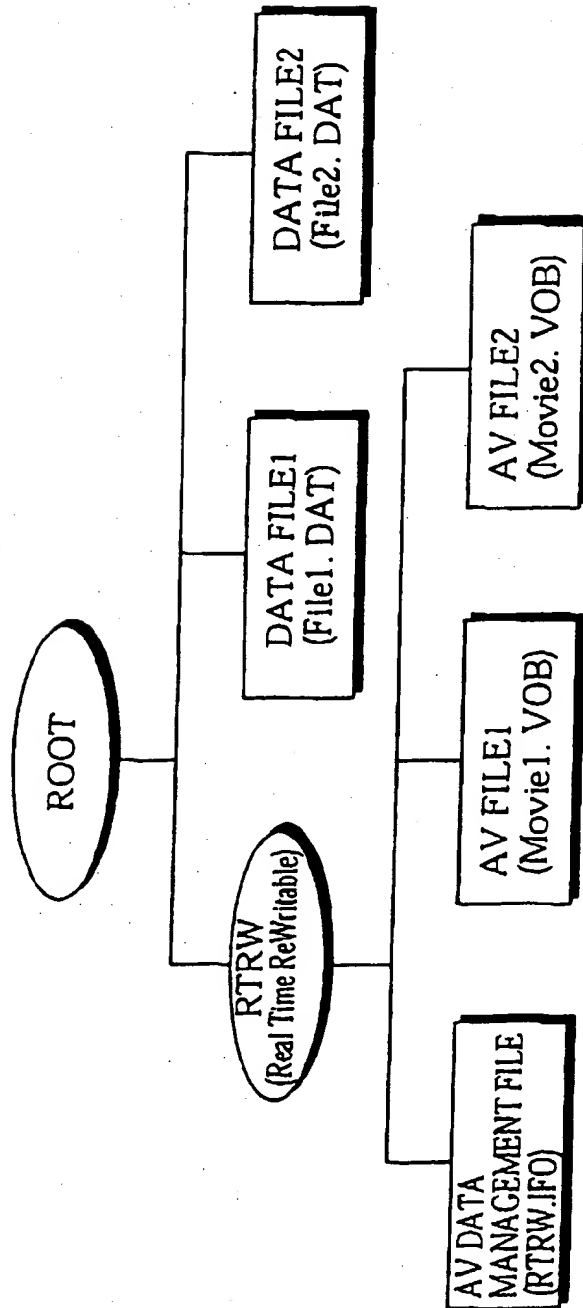 ROOT
RTRW
(Real Time ReWritable)
DATA FILE1
(File1. DAT)
DATA FILE2
(File2. DAT)
AV DATA
MANAGEMENT FILE
(RTRW.IFO)
AV FILE1
(Movie1. VOB)
AV FILE2
(Movie2. VOB)